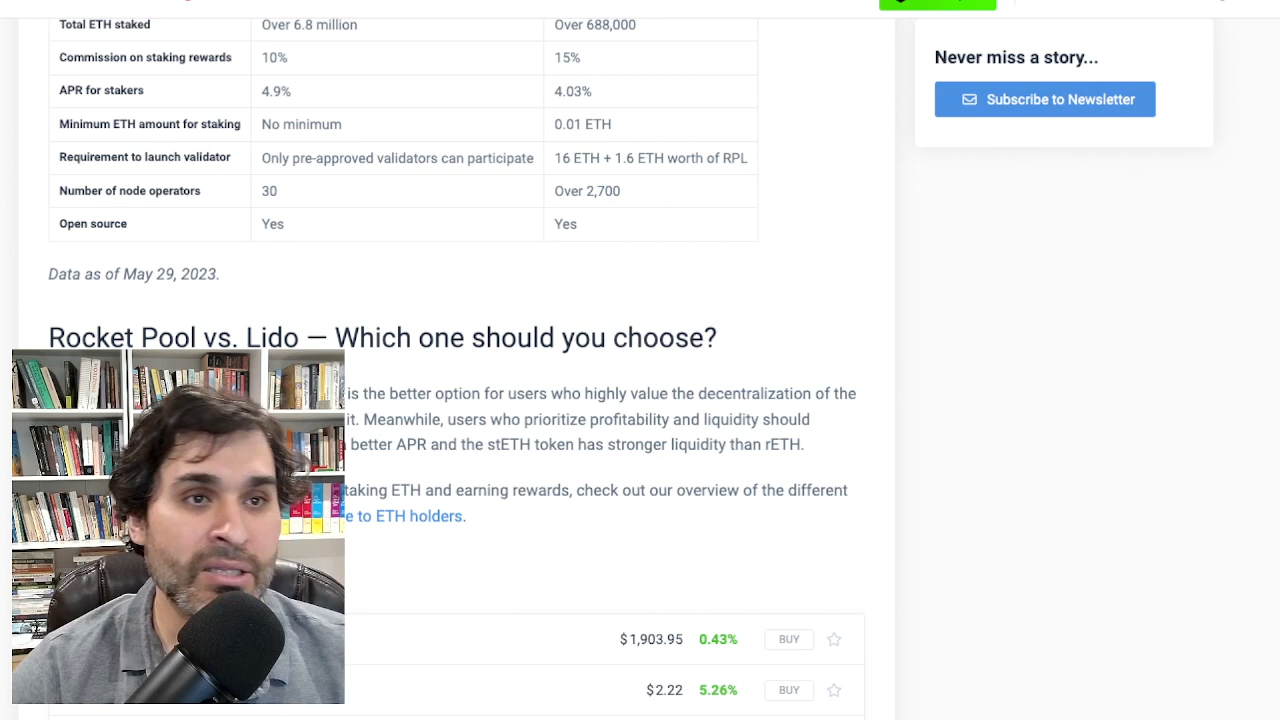 Total ETH staked Over 6.8 million Over 688,000
Commission on staking rewards 10% 15%
APR for stakers 4.9% 4.03%
Minimum ETH amount for staking No minimum 0.01 ETH
Requirement to launch validator Only pre-approved validators can participate 16 ETH + 1.6 ETH worth of RPL
Number of node operators 30 Over 2,700
Open source Yes Yes
Data as of May 29, 2023.
Rocket Pool vs. Lido — Which one should you choose?
is the better option for users who highly value the decentralization of the
it. Meanwhile, users who prioritize profitability and liquidity should
better APR and the stETH token has stronger liquidity than rETH.
taking ETH and earning rewards, check out our overview of the different
e to ETH holders.
$1,903.95 0.43% BUY
$2.22 5.26% BUY
Never miss a story...
Subscribe to Newsletter